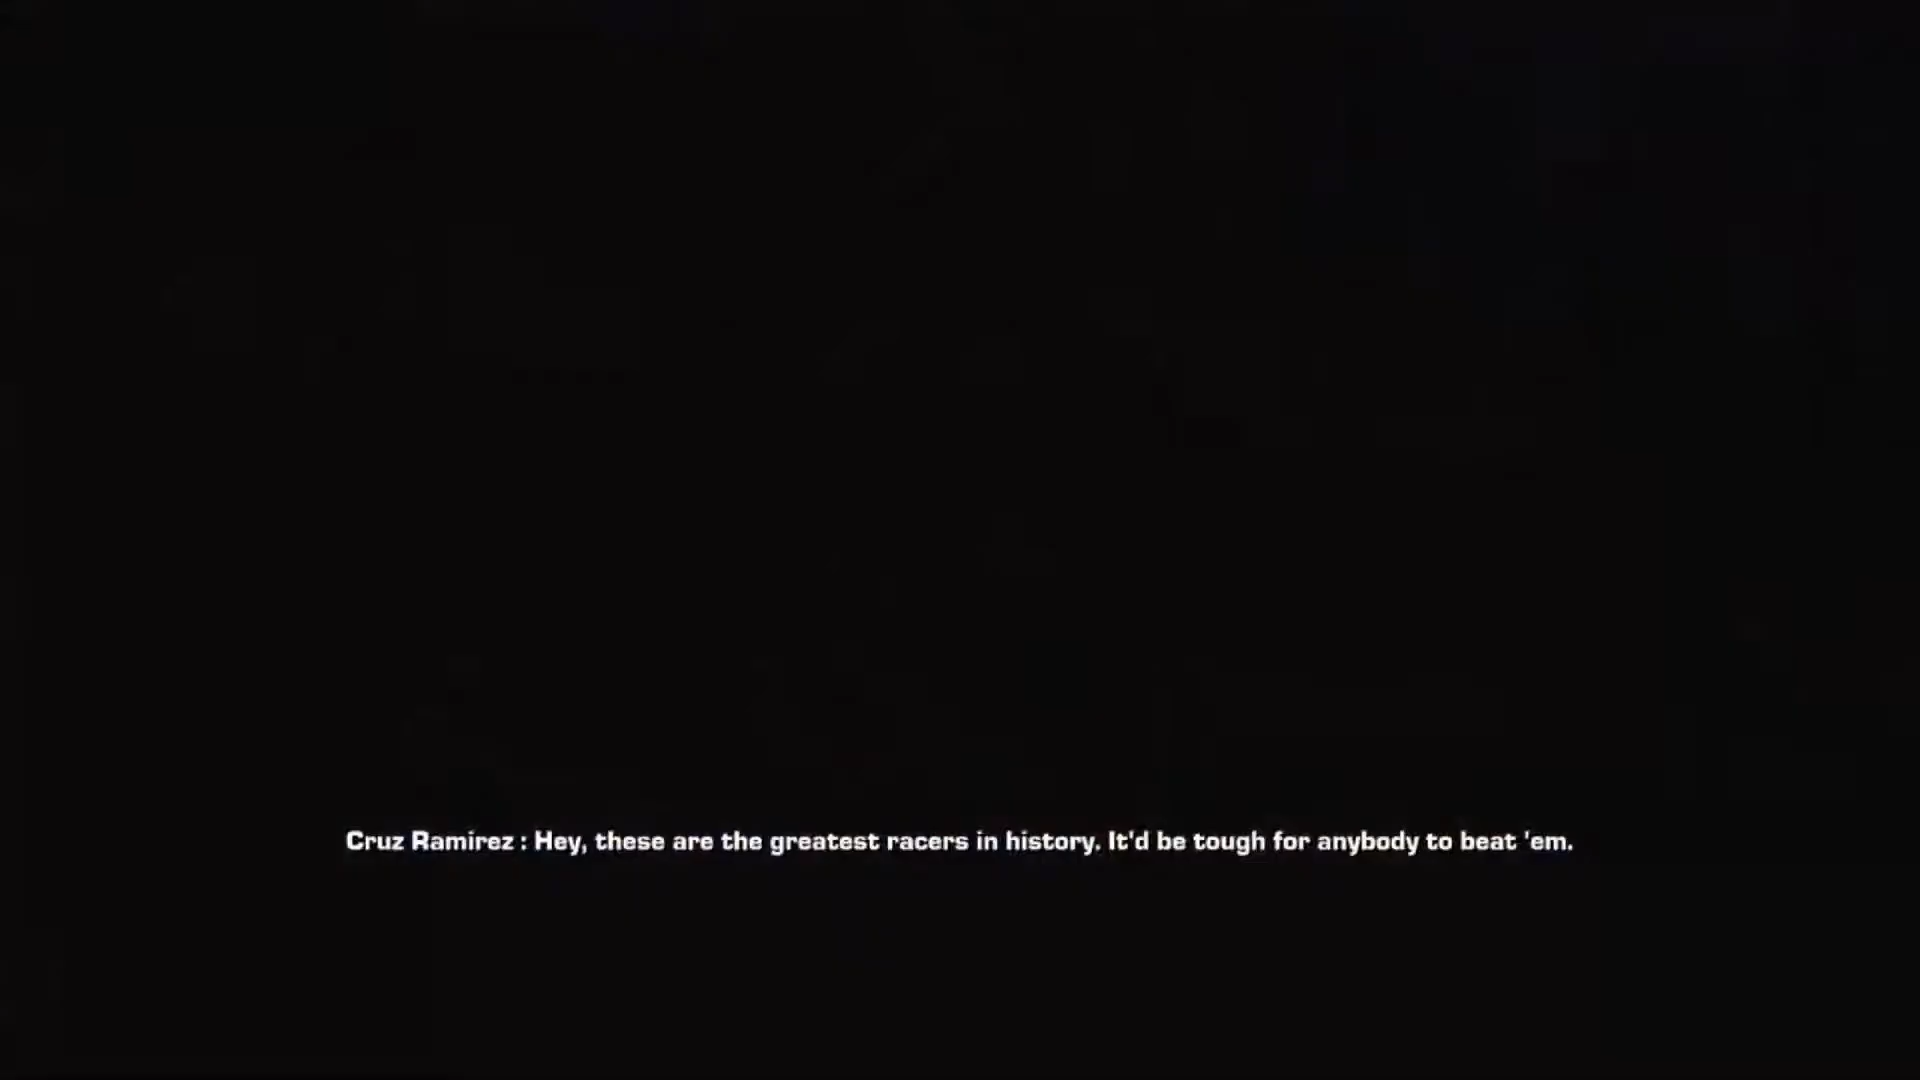 Cruz Ramirez : Hey, these are the greatest racers in history. It'd be tough for anybody to beat 'em.